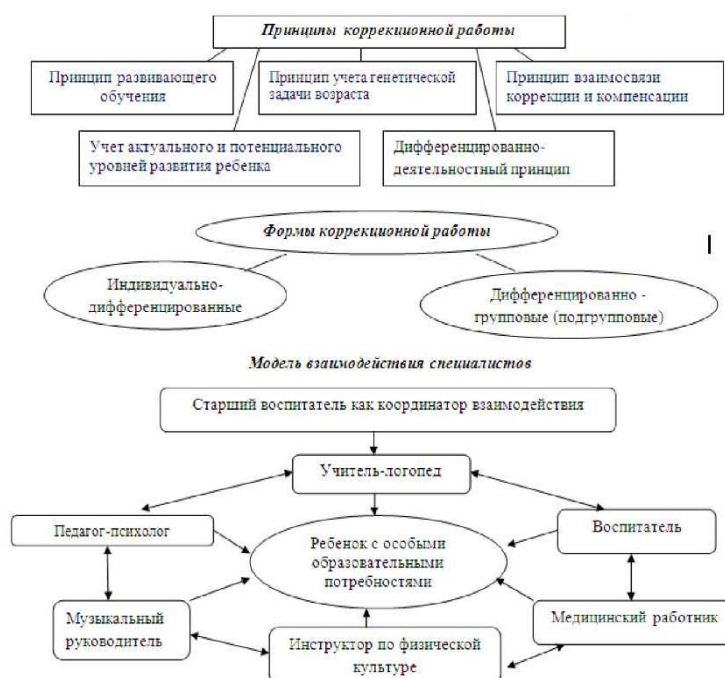 Принципы коррекционной работы
Принцип развивающего
обучения
Принцип учета генетической
задачи возраста
Принцип взаимосвязи
коррекции и компенсации
Учет актуального и потенциального
уровней развития ребенка
Дифференцированно-
деятельностный принцип
Формы коррекционной работы
Индивидуально-
дифференцированные
Дифференцированно -
групповые (подгрупповые)
Модель взаимодействия специалистов
Старший воспитатель как координатор взаимодействия
Учитель-логопед
Педагог-психолог
Ребенок с особыми
образовательными
потребностями
Воспитатель
Музыкальный
руководитель
Инструктор по физической
культуре
Медицинский работник